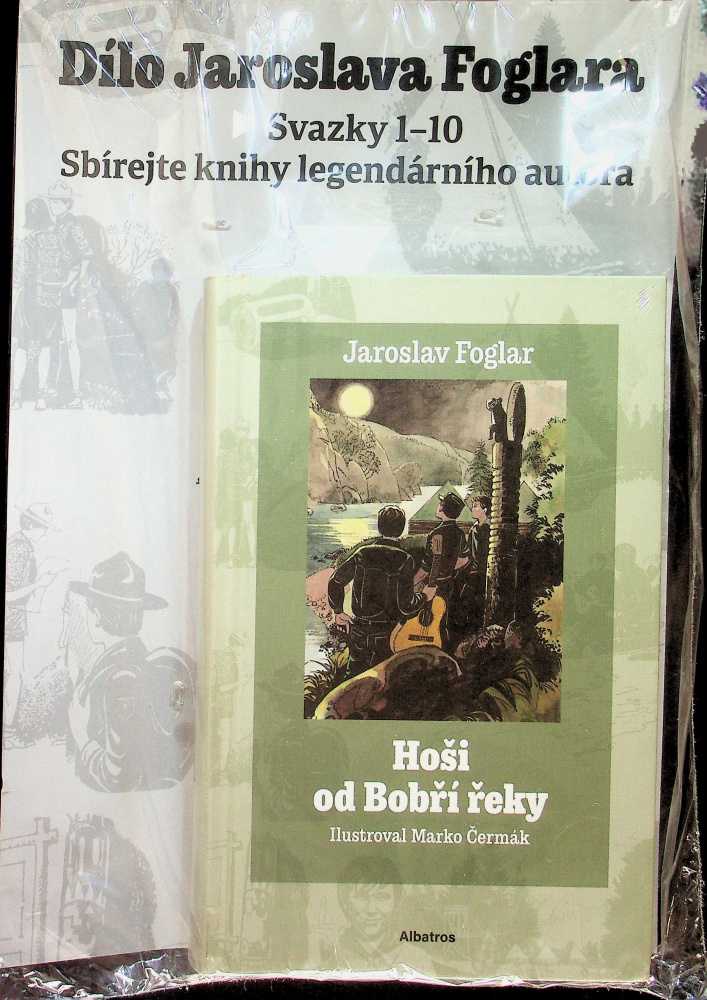 Dílo Jaroslava Foglara
Svazky 1–10
Sbírejte knihy legendárního autora
Jaroslav Foglar
Hoši
od Bobří řeky
Ilustroval Marko Čermák
Albatros